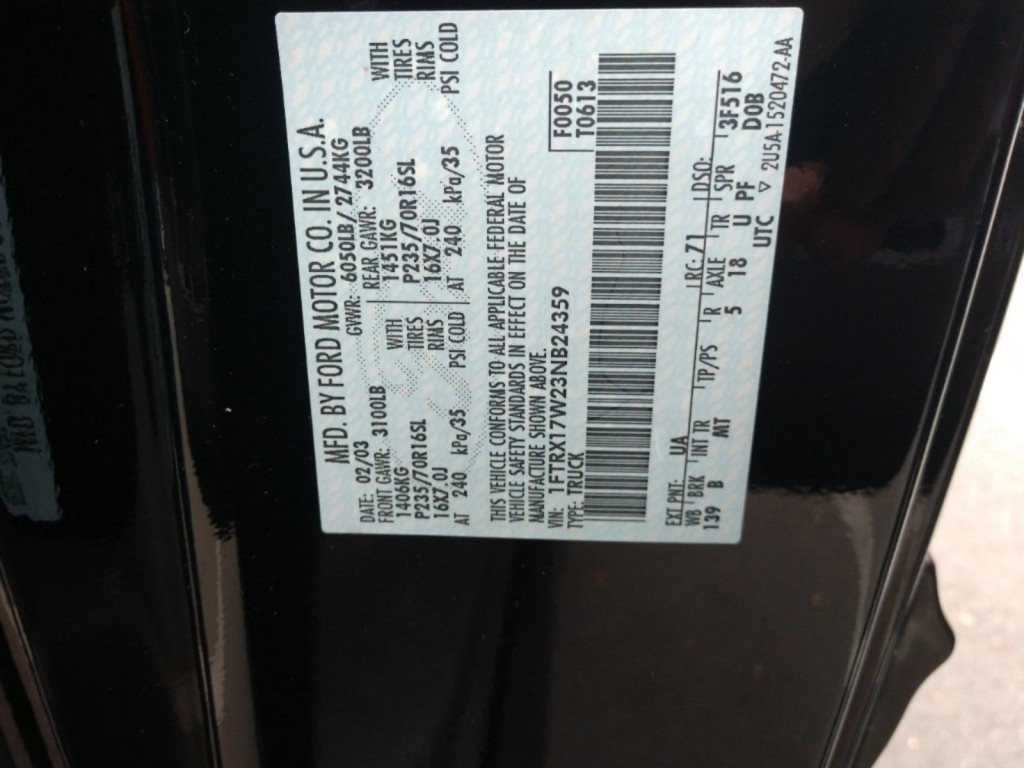 MFD. BY FORD MOTOR CO. IN U.S.A.
DATE: 02/03 GVWR: 6050LB/ 2744KG
FRONT GAWR: 3100LB REAR GAWR: 3200LB
1406KG WITH 1451KG WITH
P235/70R16SL TIRES P235/70R16SL TIRES
16X7.0J RIMS 16X7.0J RIMS
AT 240 kPa/35 PSI COLD AT 240 kPa/35 PSI COLD
THIS VEHICLE CONFORMS TO ALL APPLICABLE FEDERAL MOTOR
VEHICLE SAFETY STANDARDS IN EFFECT ON THE DATE OF
MANUFACTURE SHOWN ABOVE.
VIN: 1FTRX17W23NB24359 F0050
TYPE: TRUCK T0613
EXT PNT: UA RC: 71 DSO:
WB BRK INT TR TP/PS R AXLE TR SPR 3F516
139 B MT 5 18 U PF D0B
UTC ▽ 2U5A-1520472-AA